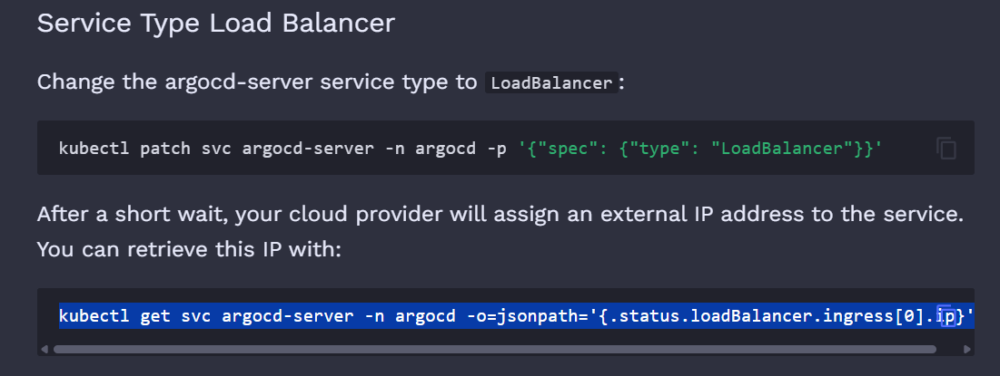 Service Type Load Balancer
Change the argocd-server service type to LoadBalancer:
kubectl patch svc argocd-server -n argocd -p '{"spec": {"type": "LoadBalancer"}}'
After a short wait, your cloud provider will assign an external IP address to the service.
You can retrieve this IP with:
kubectl get svc argocd-server -n argocd -o=jsonpath='{.status.loadBalancer.ingress[0].ip}'